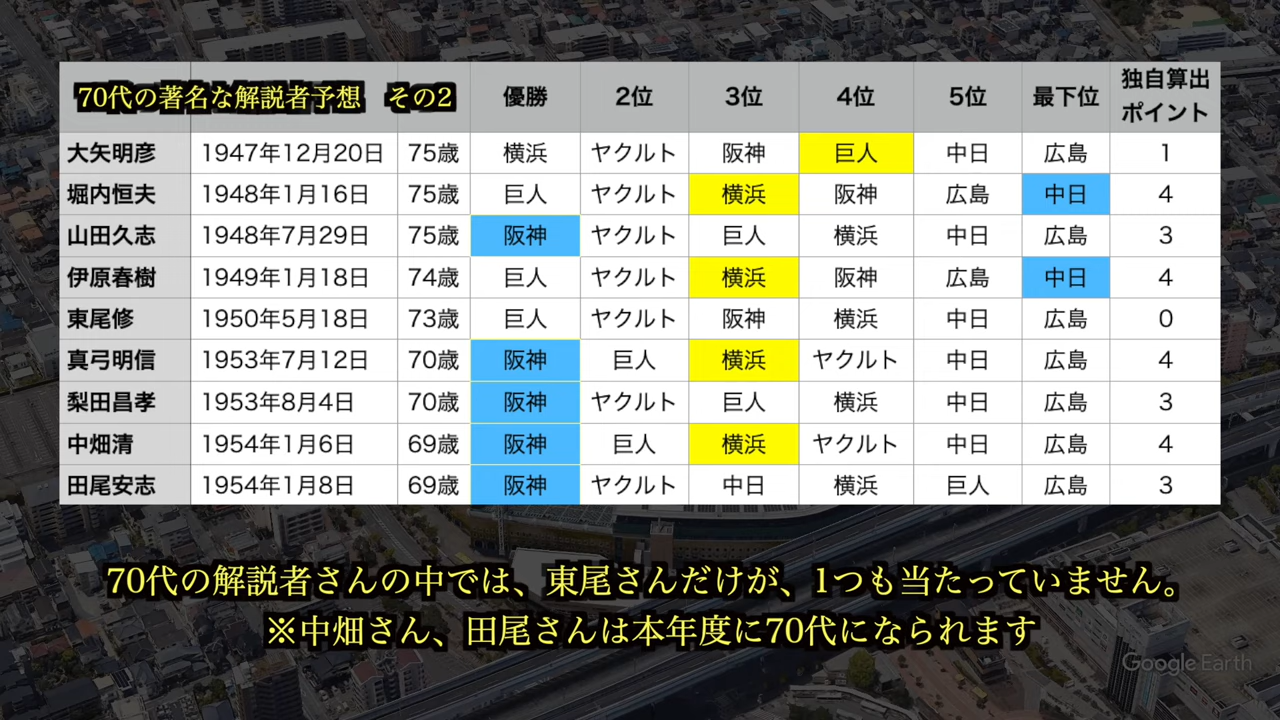 70代の著名な解説者予想 その2 優勝 2位 3位 4位 5位 最下位 独自算出
ポイント
大矢明彦 1947年12月20日 75歳 横浜 ヤクルト 阪神 巨人 中日 広島 1
堀内恒夫 1948年1月16日 75歳 巨人 ヤクルト 横浜 阪神 広島 中日 4
山田久志 1948年7月29日 75歳 阪神 ヤクルト 巨人 横浜 中日 広島 3
伊原春樹 1949年1月18日 74歳 巨人 ヤクルト 横浜 阪神 広島 中日 4
東尾修 1950年5月18日 73歳 巨人 ヤクルト 阪神 横浜 中日 広島 0
真弓明信 1953年7月12日 70歳 阪神 巨人 横浜 ヤクルト 中日 広島 4
梨田昌孝 1953年8月4日 70歳 阪神 ヤクルト 巨人 横浜 中日 広島 3
中畑清 1954年1月6日 69歳 阪神 巨人 横浜 ヤクルト 中日 広島 4
田尾安志 1954年1月8日 69歳 阪神 ヤクルト 中日 横浜 巨人 広島 3
70代の解説者さんの中では、東尾さんだけが、1つも当たっていません。
※中畑さん、田尾さんは本年度に70代になられます
Google Earth